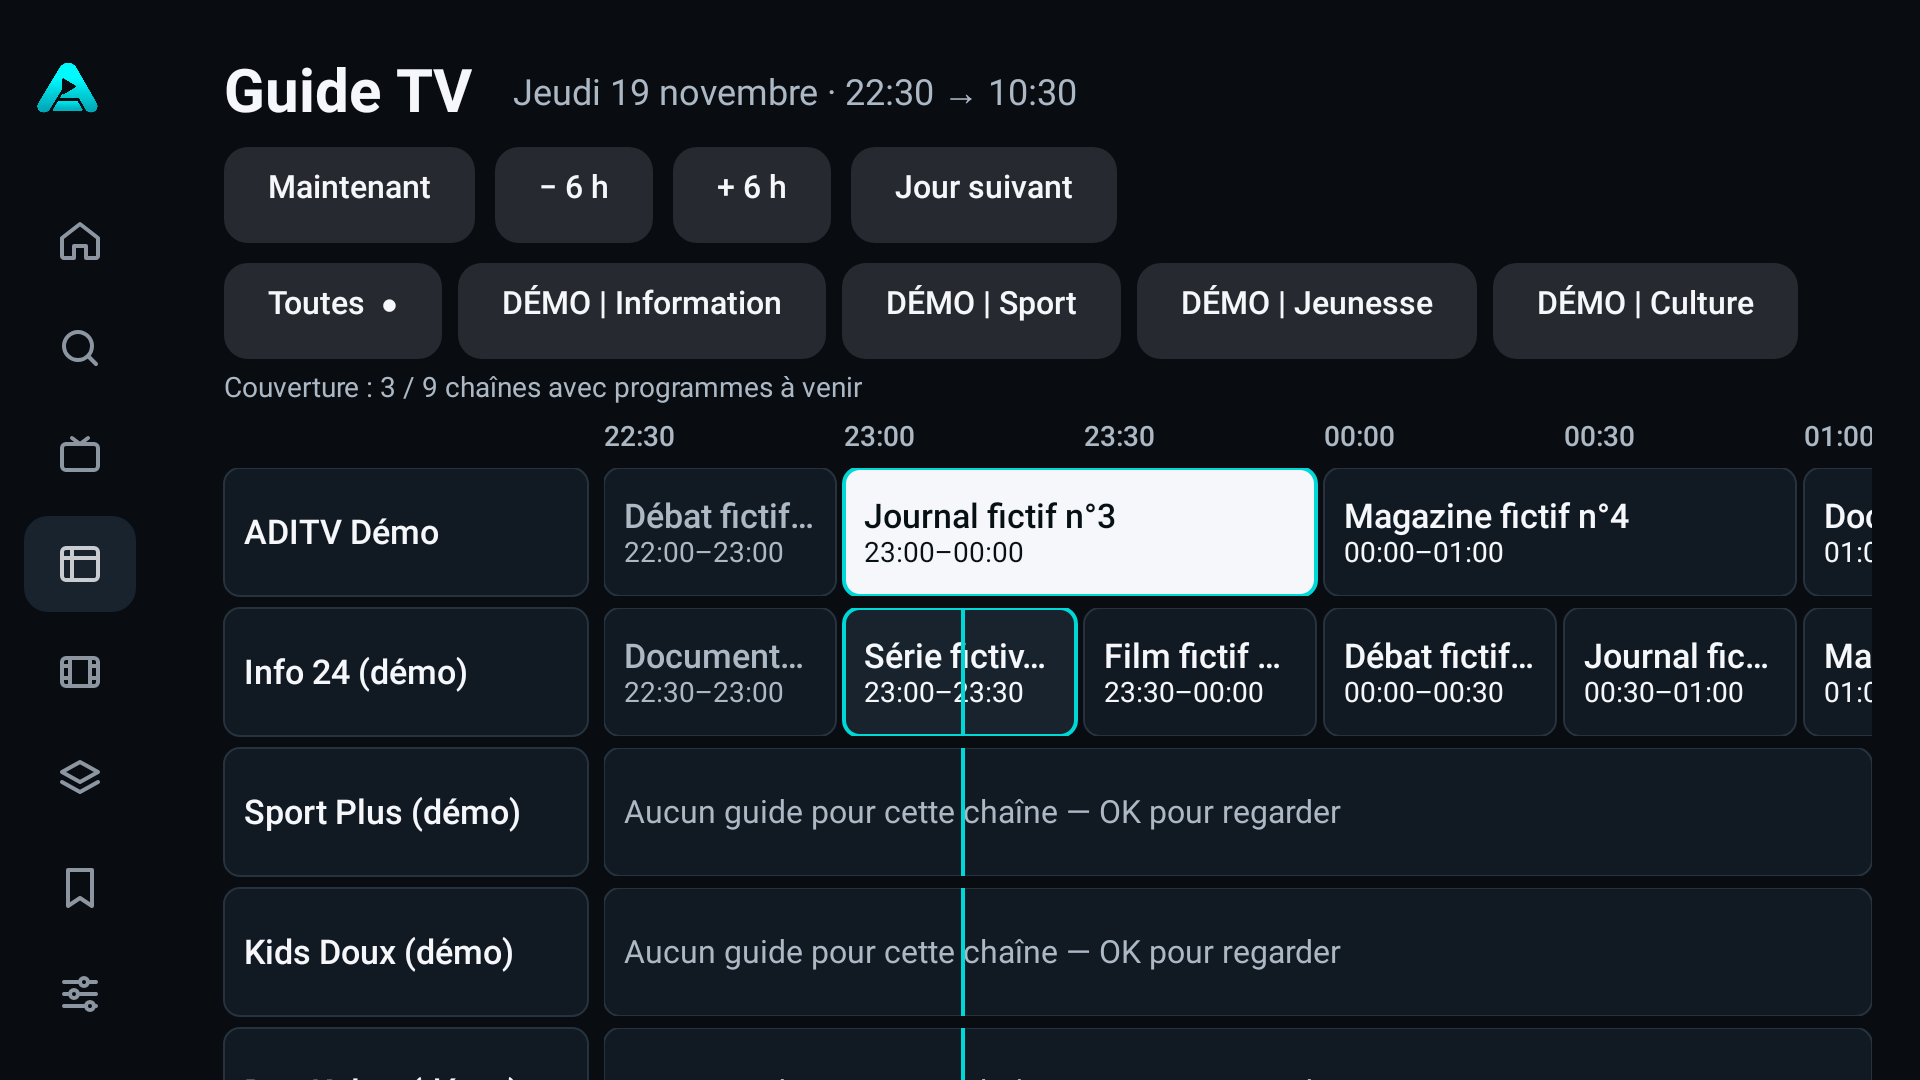 Guide TV
Jeudi 19 novembre · 22:30 → 10:30
Maintenant
− 6 h
+ 6 h
Jour suivant
Toutes ●
DÉMO | Information
DÉMO | Sport
DÉMO | Jeunesse
DÉMO | Culture
Couverture : 3 / 9 chaînes avec programmes à venir
22:30
23:00
23:30
00:00
00:30
01:00
ADITV Démo
Débat fictif...
22:00–23:00
Journal fictif n°3
23:00–00:00
Magazine fictif n°4
00:00–01:00
Info 24 (démo)
Document...
22:30–23:00
Série fictiv...
23:00–23:30
Film fictif ...
23:30–00:00
Débat fictif...
00:00–00:30
Journal fic...
00:30–01:00
Sport Plus (démo)
Aucun guide pour cette chaîne — OK pour regarder
Kids Doux (démo)
Aucun guide pour cette chaîne — OK pour regarder